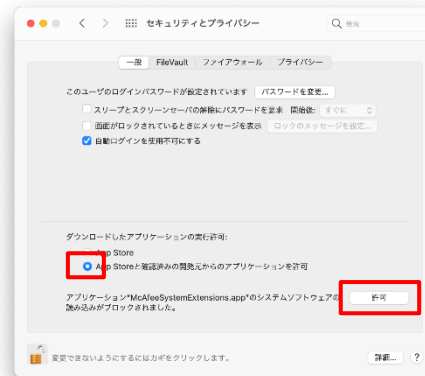 セキュリティとプライバシー
検索
一般 FileVault ファイアウォール プライバシー
このユーザのログインパスワードが設定されています パスワードを変更...
スリープとスクリーンセーバの解除にパスワードを要求 開始後: すぐに
画面がロックされているときにメッセージを表示 ロックのメッセージを設定...
自動ログインを使用不可にする
ダウンロードしたアプリケーションの実行許可:
App Store
App Storeと確認済みの開発元からのアプリケーションを許可
アプリケーション"McAfeeSystemExtensions.app"のシステムソフトウェアの 許可
読み込みがブロックされました。
変更できないようにするにはカギをクリックします。 詳細... ?